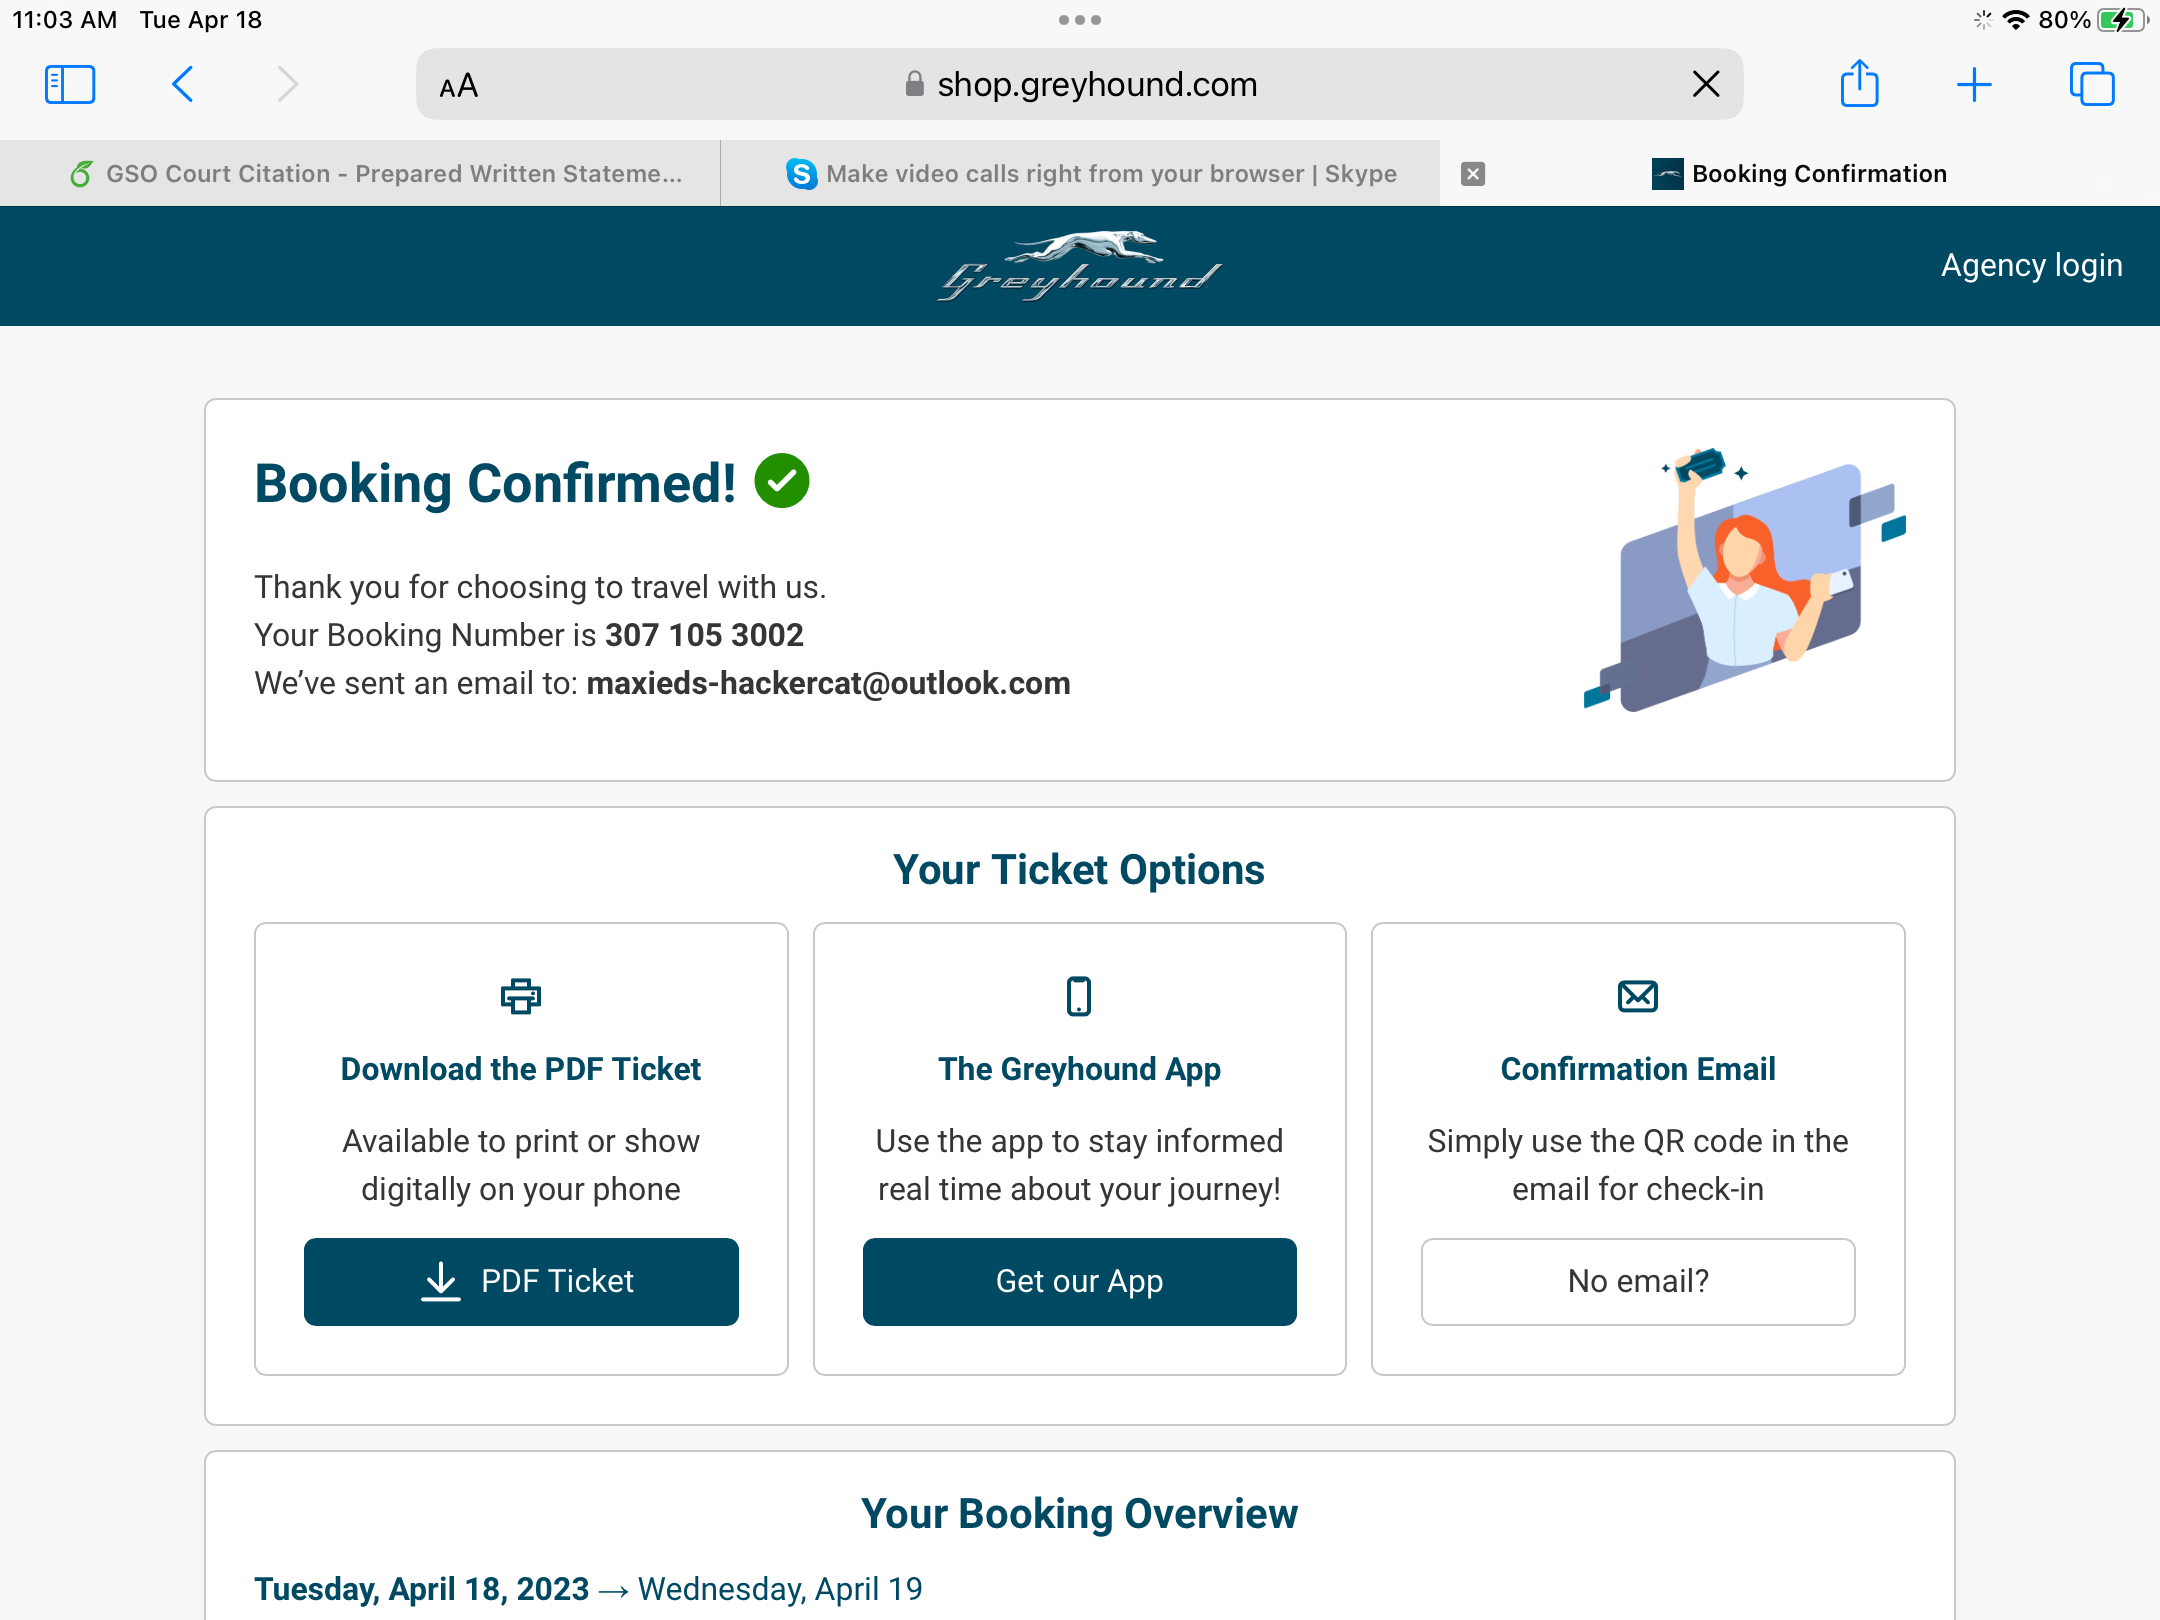 11:03 AM Tue Apr 18
80%
AA
shop.greyhound.com
GSO Court Citation - Prepared Written Stateme...
Make video calls right from your browser | Skype
Booking Confirmation
Greyhound
Agency login
Booking Confirmed!
Thank you for choosing to travel with us.
Your Booking Number is 307 105 3002
We’ve sent an email to: maxieds-hackercat@outlook.com
Your Ticket Options
Download the PDF Ticket
Available to print or show
digitally on your phone
PDF Ticket
The Greyhound App
Use the app to stay informed
real time about your journey!
Get our App
Confirmation Email
Simply use the QR code in the
email for check-in
No email?
Your Booking Overview
Tuesday, April 18, 2023 → Wednesday, April 19